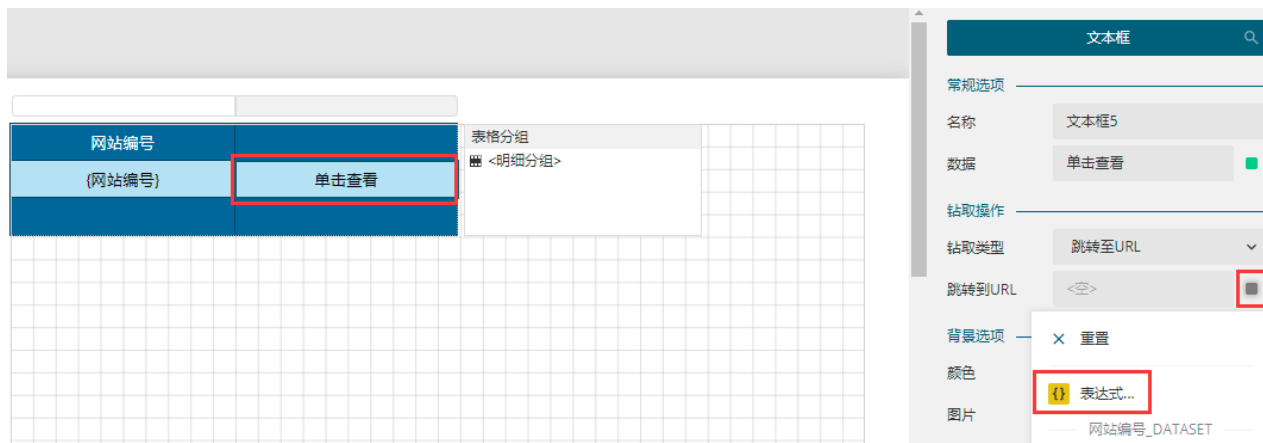 网站编号
{网站编号}
单击查看
表格分组
<明细分组>
文本框
常规选项
名称
文本框5
数据
单击查看
钻取操作
钻取类型
跳转至URL
跳转到URL
<空>
背景选项
重置
颜色
{} 表达式...
图片
网站编号_DATASET